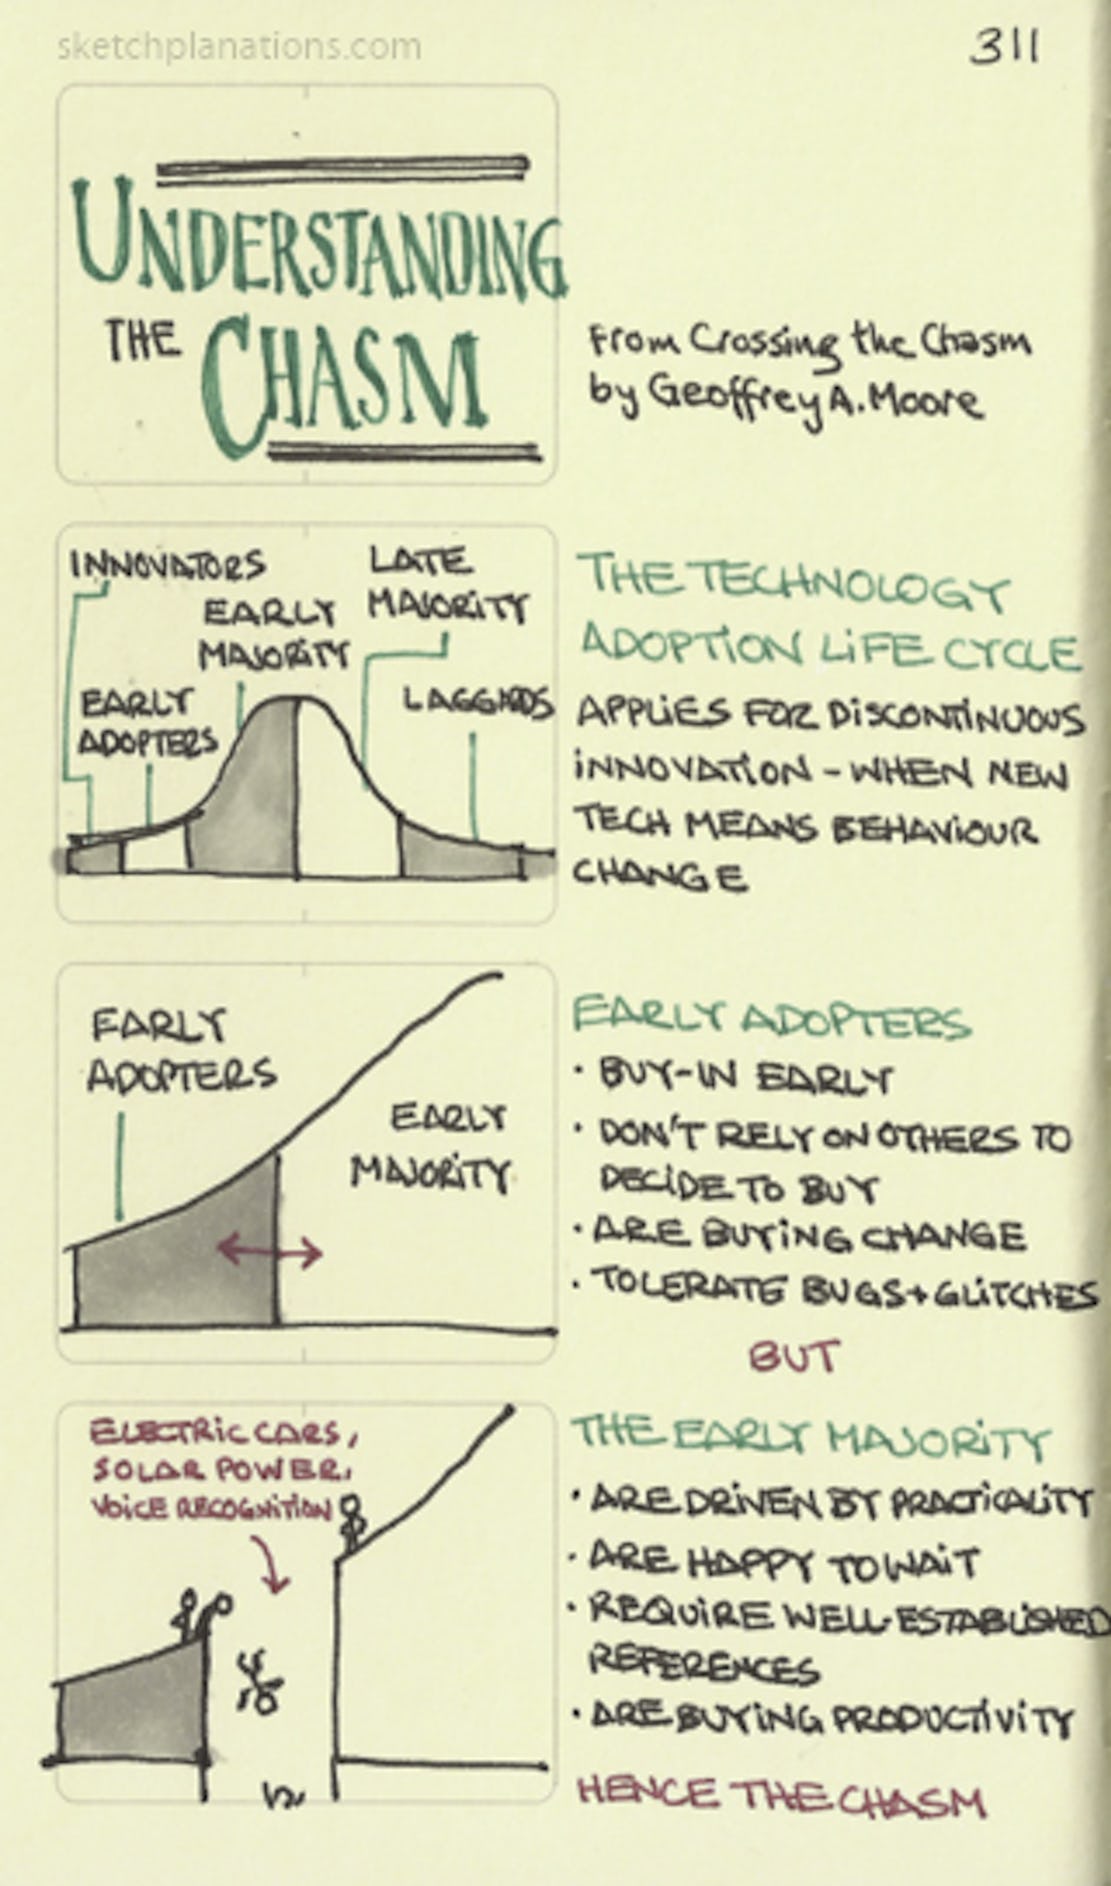 sketchplanations.com
311
UNDERSTANDING
THE CHASM
From Crossing the Chasm
by Geoffrey A. Moore
INNOVATORS
LATE
MAJORITY
EARLY
MAJORITY
EARLY
ADOPTERS
LAGGARDS
THE TECHNOLOGY
ADOPTION LIFE CYCLE
APPLIES FOR DISCONTINUOUS
INNOVATION - WHEN NEW
TECH MEANS BEHAVIOUR
CHANGE
EARLY
ADOPTERS
EARLY
MAJORITY
EARLY ADOPTERS
· BUY-IN EARLY
· DON'T RELY ON OTHERS TO
DECIDE TO BUY
· ARE BUYING CHANGE
· TOLERATE BUGS + GLITCHES
BUT
ELECTRIC CARS,
SOLAR POWER,
VOICE RECOGNITION
THE EARLY MAJORITY
· ARE DRIVEN BY PRACTICALITY
· ARE HAPPY TO WAIT
· REQUIRE WELL-ESTABLISHED
REFERENCES
· ARE BUYING PRODUCTIVITY
HENCE THE CHASM